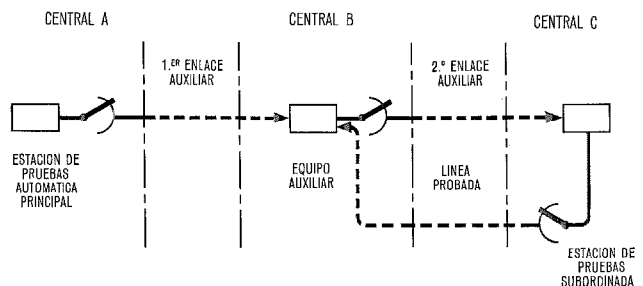 CENTRAL A
CENTRAL B
CENTRAL C
1.ER ENLACE
AUXILIAR
2.º ENLACE
AUXILIAR
ESTACION DE
PRUEBAS
AUTOMATICA
PRINCIPAL
EQUIPO
AUXILIAR
LINEA
PROBADA
ESTACION DE
PRUEBAS
SUBORDINADA